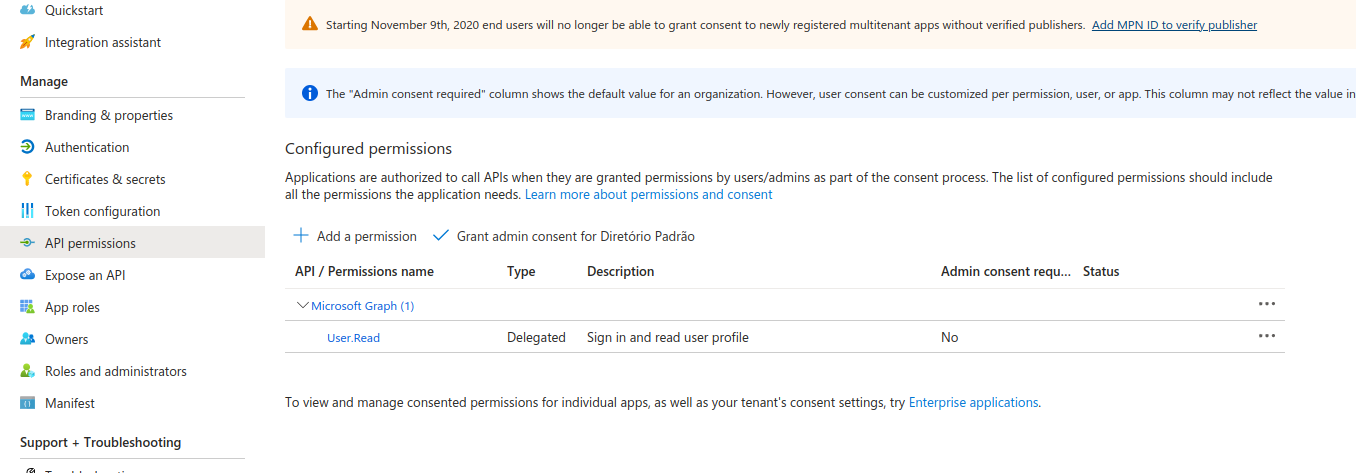 Quickstart
Integration assistant
Manage
Branding & properties
Authentication
Certificates & secrets
Token configuration
API permissions
Expose an API
App roles
Owners
Roles and administrators
Manifest
Support + Troubleshooting
Starting November 9th, 2020 end users will no longer be able to grant consent to newly registered multitenant apps without verified publishers. Add MPN ID to verify publisher
The "Admin consent required" column shows the default value for an organization. However, user consent can be customized per permission, user, or app. This column may not reflect the value in
Configured permissions
Applications are authorized to call APIs when they are granted permissions by users/admins as part of the consent process. The list of configured permissions should include
all the permissions the application needs. Learn more about permissions and consent
Add a permission Grant admin consent for Diretório Padrão
API / Permissions name Type Description Admin consent requ... Status
Microsoft Graph (1)
User.Read Delegated Sign in and read user profile No
To view and manage consented permissions for individual apps, as well as your tenant's consent settings, try Enterprise applications.